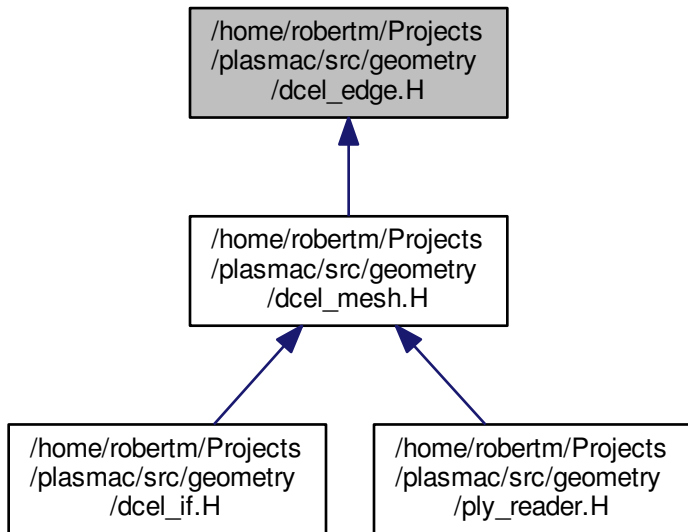 /home/robertm/Projects
/plasmac/src/geometry
/dcel_edge.H
/home/robertm/Projects
/plasmac/src/geometry
/dcel_mesh.H
/home/robertm/Projects
/plasmac/src/geometry
/dcel_if.H
/home/robertm/Projects
/plasmac/src/geometry
/ply_reader.H